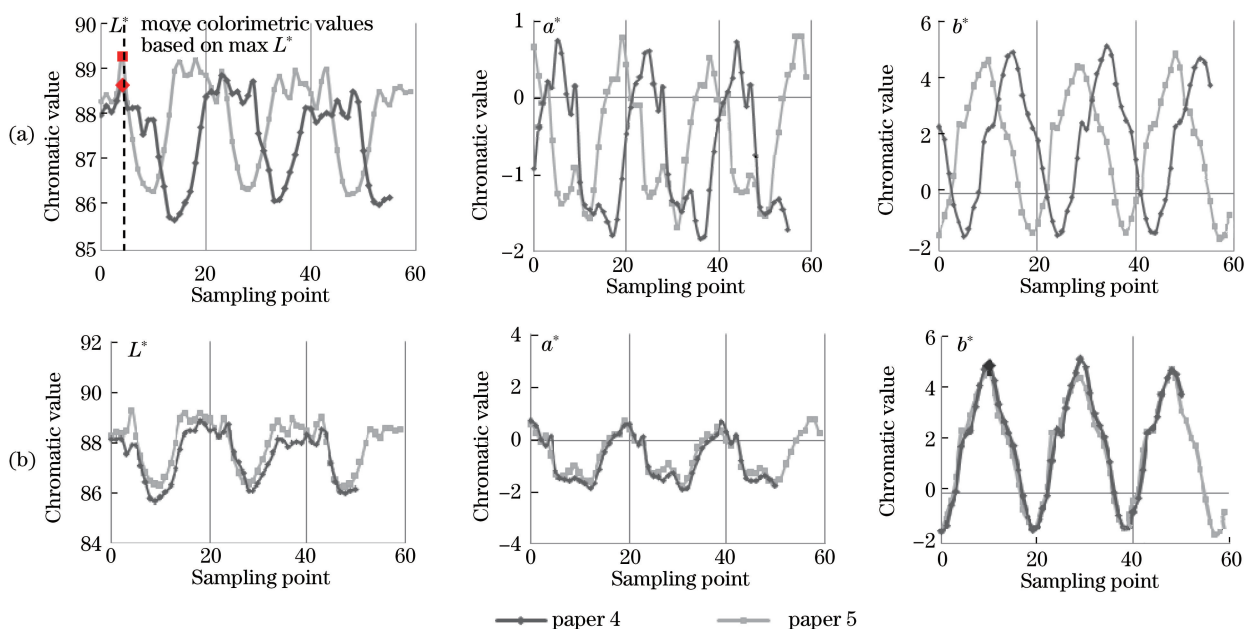 L* move colorimetric values
based on max L*
a*
b*
(a)
Chromatic value
90
89
88
87
86
85
0 20 40 60
Sampling point
Chromatic value
1
0
−1
−2
0 20 40 60
Sampling point
Chromatic value
6
4
2
0
−2
0 20 40 60
Sampling point
L*
a*
b*
(b)
Chromatic value
92
90
88
86
84
0 20 40 60
Sampling point
Chromatic value
4
2
0
−2
−4
0 20 40 60
Sampling point
Chromatic value
6
4
2
0
−2
0 20 40 60
Sampling point
paper 4 paper 5